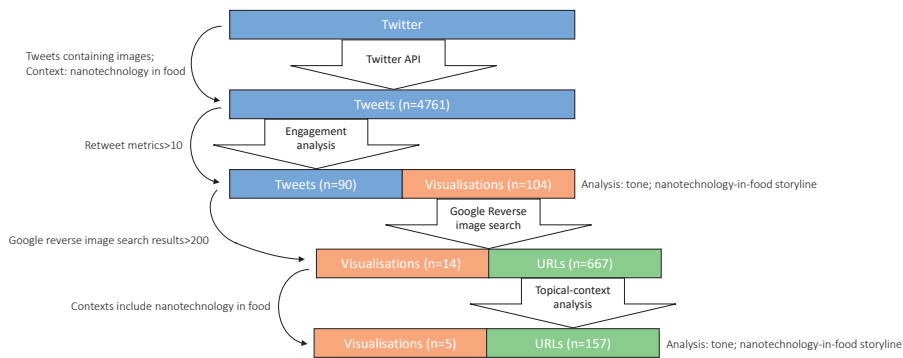 Twitter
Tweets containing images;
Context: nanotechnology in food
Twitter API
Tweets (n=4761)
Retweet metrics>10
Engagement
analysis
Tweets (n=90)
Visualisations (n=104)
Analysis: tone; nanotechnology-in-food storyline
Google reverse image search results>200
Google Reverse
image search
Visualisations (n=14)
URLs (n=667)
Contexts include nanotechnology in food
Topical-context
analysis
Visualisations (n=5)
URLs (n=157)
Analysis: tone; nanotechnology-in-food storyline